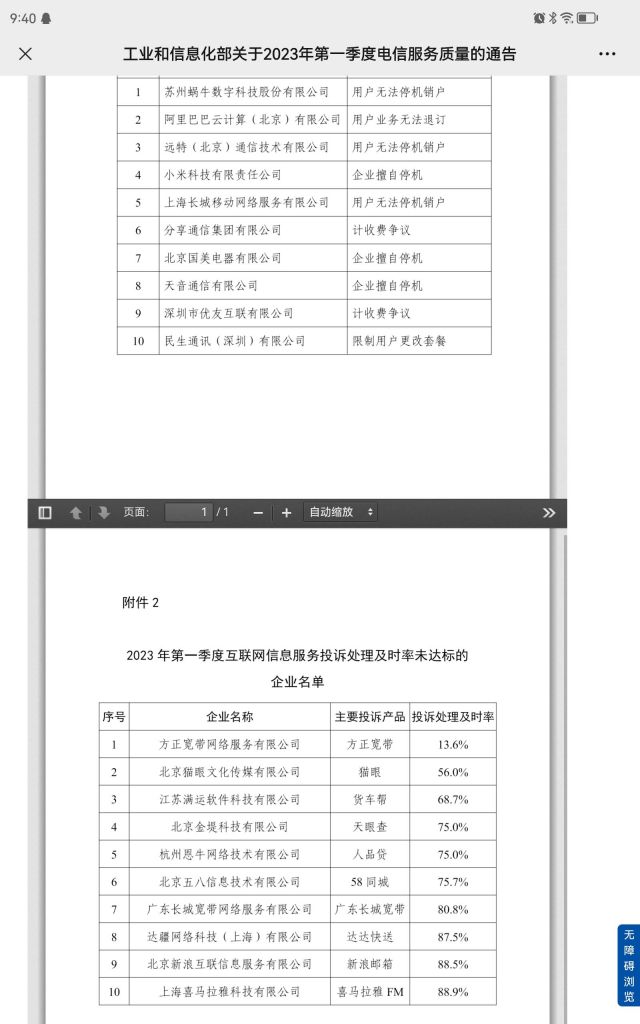 9:40
工业和信息化部关于2023年第一季度电信服务质量的通告
1 苏州蜗牛数字科技股份有限公司 用户无法停机销户
2 阿里巴巴云计算（北京）有限公司 用户业务无法退订
3 远特（北京）通信技术有限公司 用户无法停机销户
4 小米科技有限责任公司 企业擅自停机
5 上海长城移动网络服务有限公司 用户无法停机销户
6 分享通信集团有限公司 计收费争议
7 北京国美电器有限公司 企业擅自停机
8 天音通信有限公司 企业擅自停机
9 深圳市优友互联有限公司 计收费争议
10 民生通讯（深圳）有限公司 限制用户更改套餐
页面: 1 / 1 自动缩放
附件 2
2023 年第一季度互联网信息服务投诉处理及时率未达标的
企业名单
序号 企业名称 主要投诉产品 投诉处理及时率
1 方正宽带网络服务有限公司 方正宽带 13.6%
2 北京猫眼文化传媒有限公司 猫眼 56.0%
3 江苏满运软件科技有限公司 货车帮 68.7%
4 北京金堤科技有限公司 天眼查 75.0%
5 杭州恩牛网络技术有限公司 人品贷 75.0%
6 北京五八信息技术有限公司 58 同城 75.7%
7 广东长城宽带网络服务有限公司 广东长城宽带 80.8%
8 达疆网络科技（上海）有限公司 达达快送 87.5%
9 北京新浪互联信息服务有限公司 新浪邮箱 88.5%
10 上海喜马拉雅科技有限公司 喜马拉雅 FM 88.9%
无障碍浏览